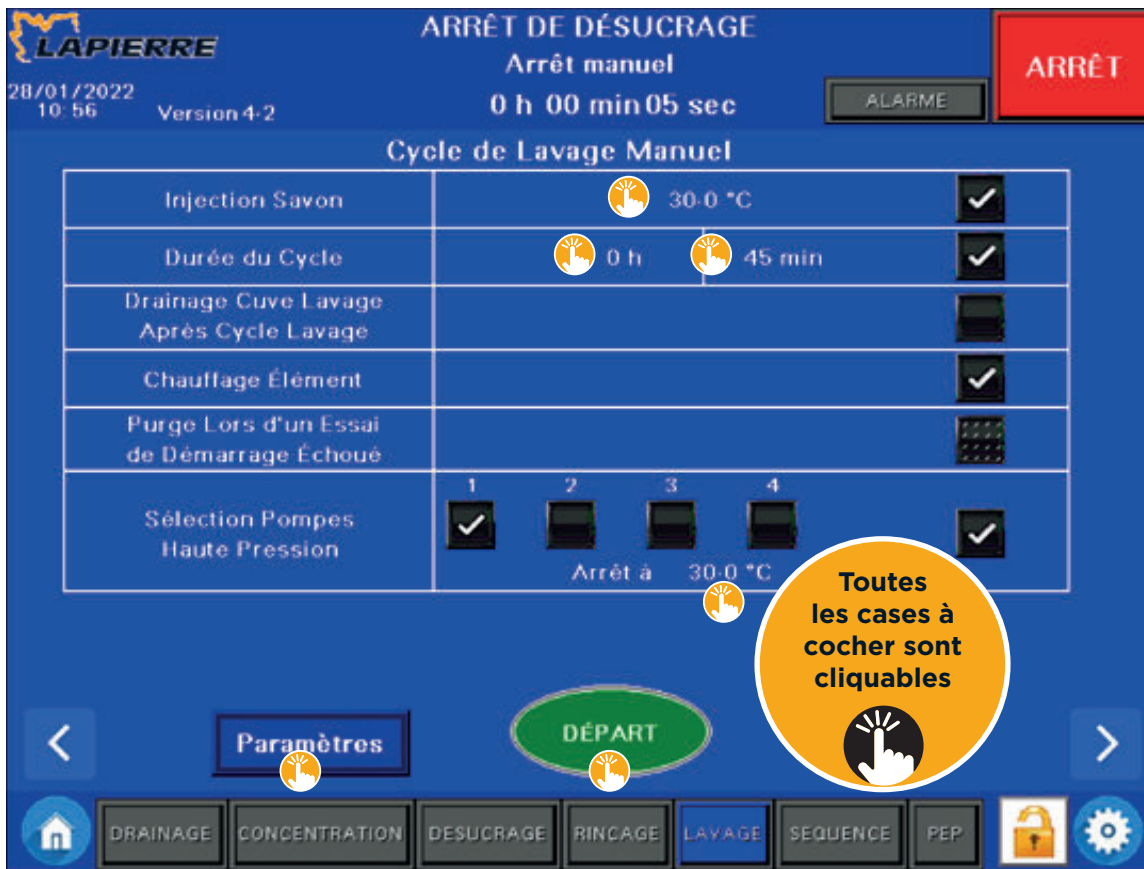 LAPIERRE
ARRÊT DE DÉSUCRAGE
Arrêt manuel
0 h 00 min 05 sec
28/01/2022
10:56
Version 4-2
ALARME
ARRÊT
Cycle de Lavage Manuel
Injection Savon
30-0 °C
Durée du Cycle
0 h
45 min
Drainage Cuve Lavage
Après Cycle Lavage
Chauffage Élément
Purge Lors d'un Essai
de Démarrage Échoué
Sélection Pompes
Haute Pression
1 2 3 4
Arrêt à 30-0 °C
Toutes
les cases à
cocher sont
cliquables
Paramètres
DÉPART
DRAINAGE
CONCENTRATION
DESUCRAGE
RINCAGE
LAVAGE
SEQUENCE
PEP